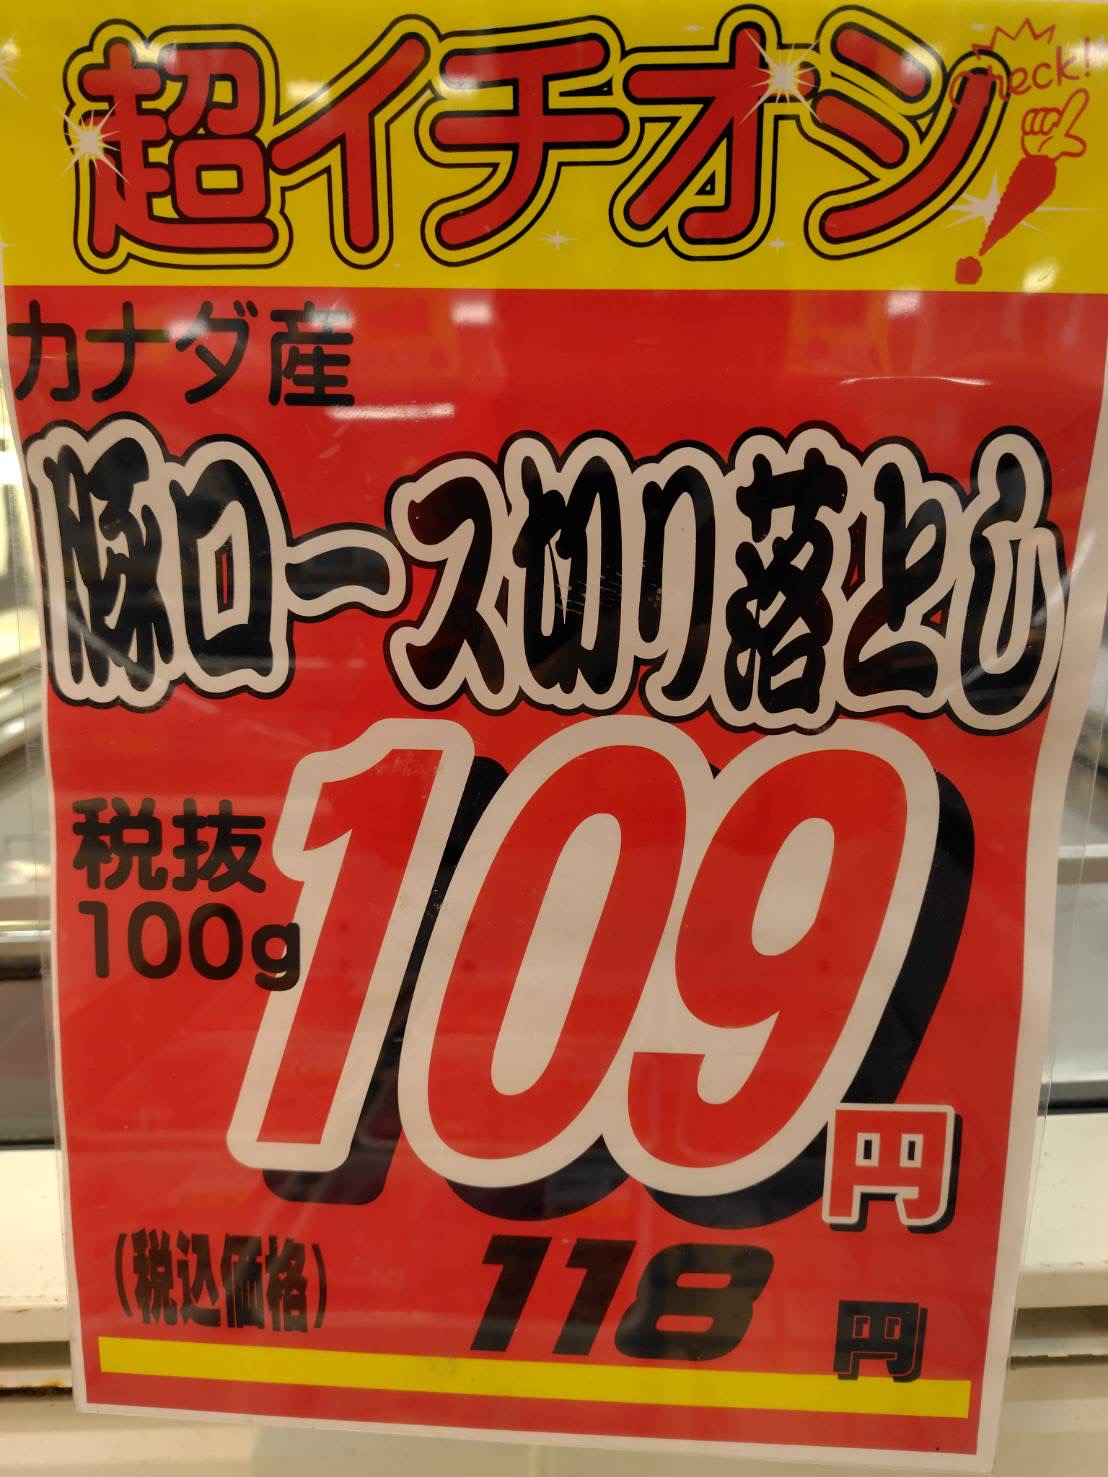 超イチオシ
Check!
カナダ産
豚ロース切り落とし
税抜
100g
109円
(税込価格) 118円